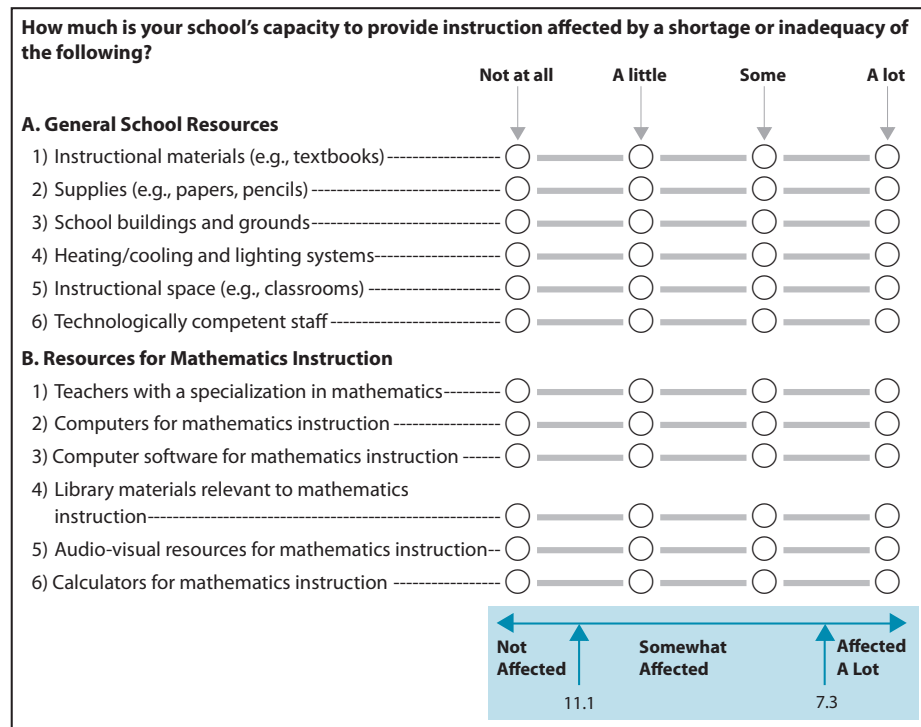 How much is your school’s capacity to provide instruction affected by a shortage or inadequacy of
the following?
Not at all A little Some A lot
A. General School Resources
1) Instructional materials (e.g., textbooks)
2) Supplies (e.g., papers, pencils)
3) School buildings and grounds
4) Heating/cooling and lighting systems
5) Instructional space (e.g., classrooms)
6) Technologically competent staff
B. Resources for Mathematics Instruction
1) Teachers with a specialization in mathematics
2) Computers for mathematics instruction
3) Computer software for mathematics instruction
4) Library materials relevant to mathematics
instruction
5) Audio-visual resources for mathematics instruction
6) Calculators for mathematics instruction
Not Somewhat Affected
Affected Affected A Lot
11.1 7.3